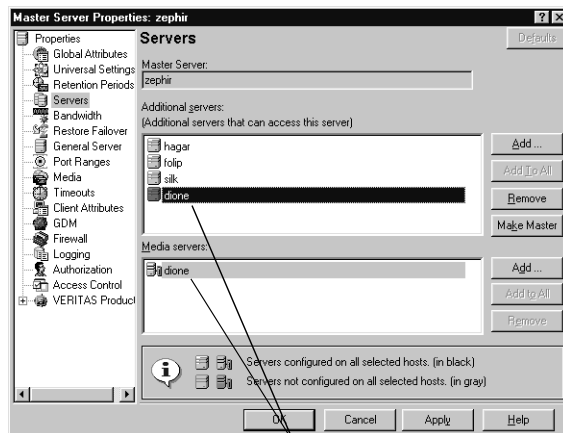 Master Server Properties: zephir
Properties
Global Attributes
Universal Settings
Retention Periods
Servers
Bandwidth
Restore Failover
General Server
Port Ranges
Media
Timeouts
Client Attributes
GDM
Firewall
Logging
Authorization
Access Control
VERITAS Product
Servers
Defaults
Master Server:
zephir
Additional servers:
(Additional servers that can access this server)
hagar
folip
silk
dione
Add ...
Add To All
Remove
Make Master
Media servers:
dione
Add ...
Add to All
Remove
Servers configured on all selected hosts. (in black)
Servers not configured on all selected hosts. (in gray)
OK
Cancel
Apply
Help